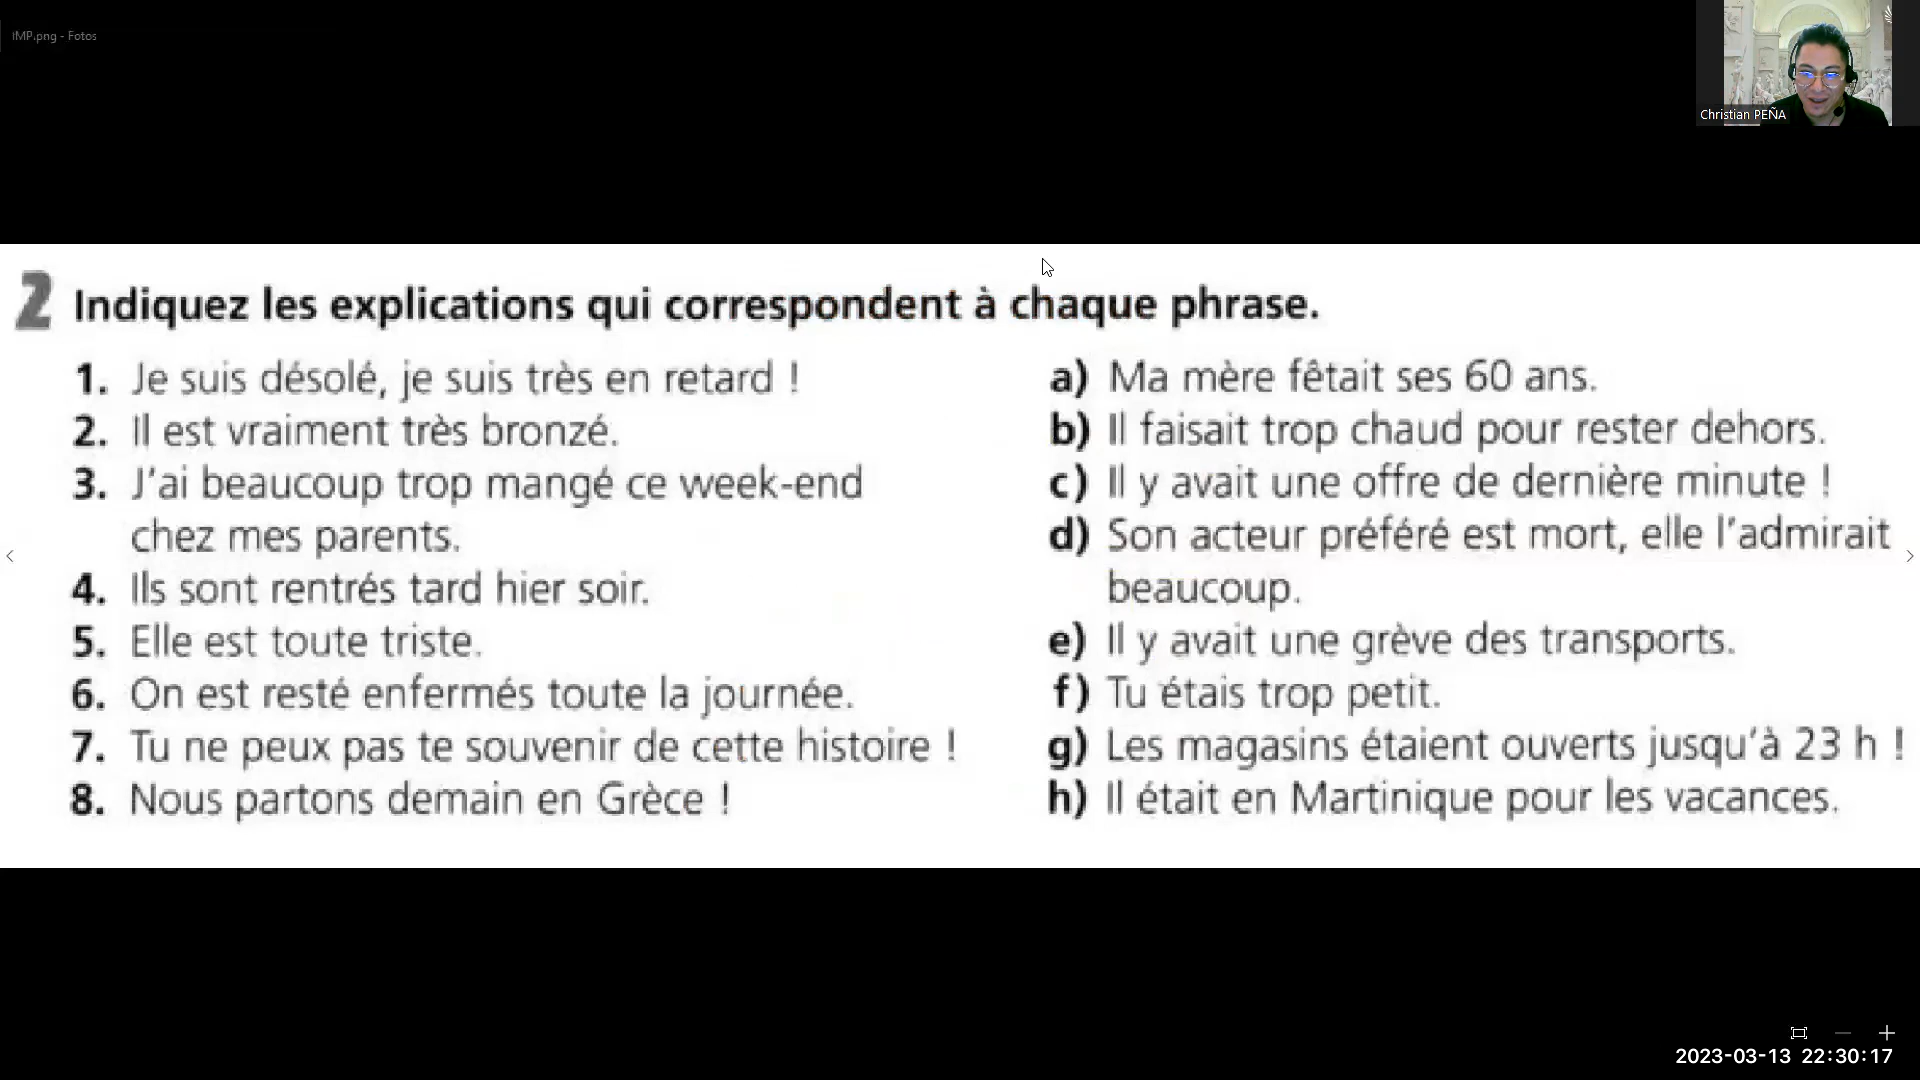 IMP.png - Fotos
Christian PEÑA
2 Indiquez les explications qui correspondent à chaque phrase.
1. Je suis désolé, je suis très en retard !
2. Il est vraiment très bronzé.
3. J'ai beaucoup trop mangé ce week-end
chez mes parents.
4. Ils sont rentrés tard hier soir.
5. Elle est toute triste.
6. On est resté enfermés toute la journée.
7. Tu ne peux pas te souvenir de cette histoire !
8. Nous partons demain en Grèce !
a) Ma mère fêtait ses 60 ans.
b) Il faisait trop chaud pour rester dehors.
c) Il y avait une offre de dernière minute !
d) Son acteur préféré est mort, elle l'admirait
beaucoup.
e) Il y avait une grève des transports.
f) Tu étais trop petit.
g) Les magasins étaient ouverts jusqu'à 23 h !
h) Il était en Martinique pour les vacances.
2023-03-13 22:30:17